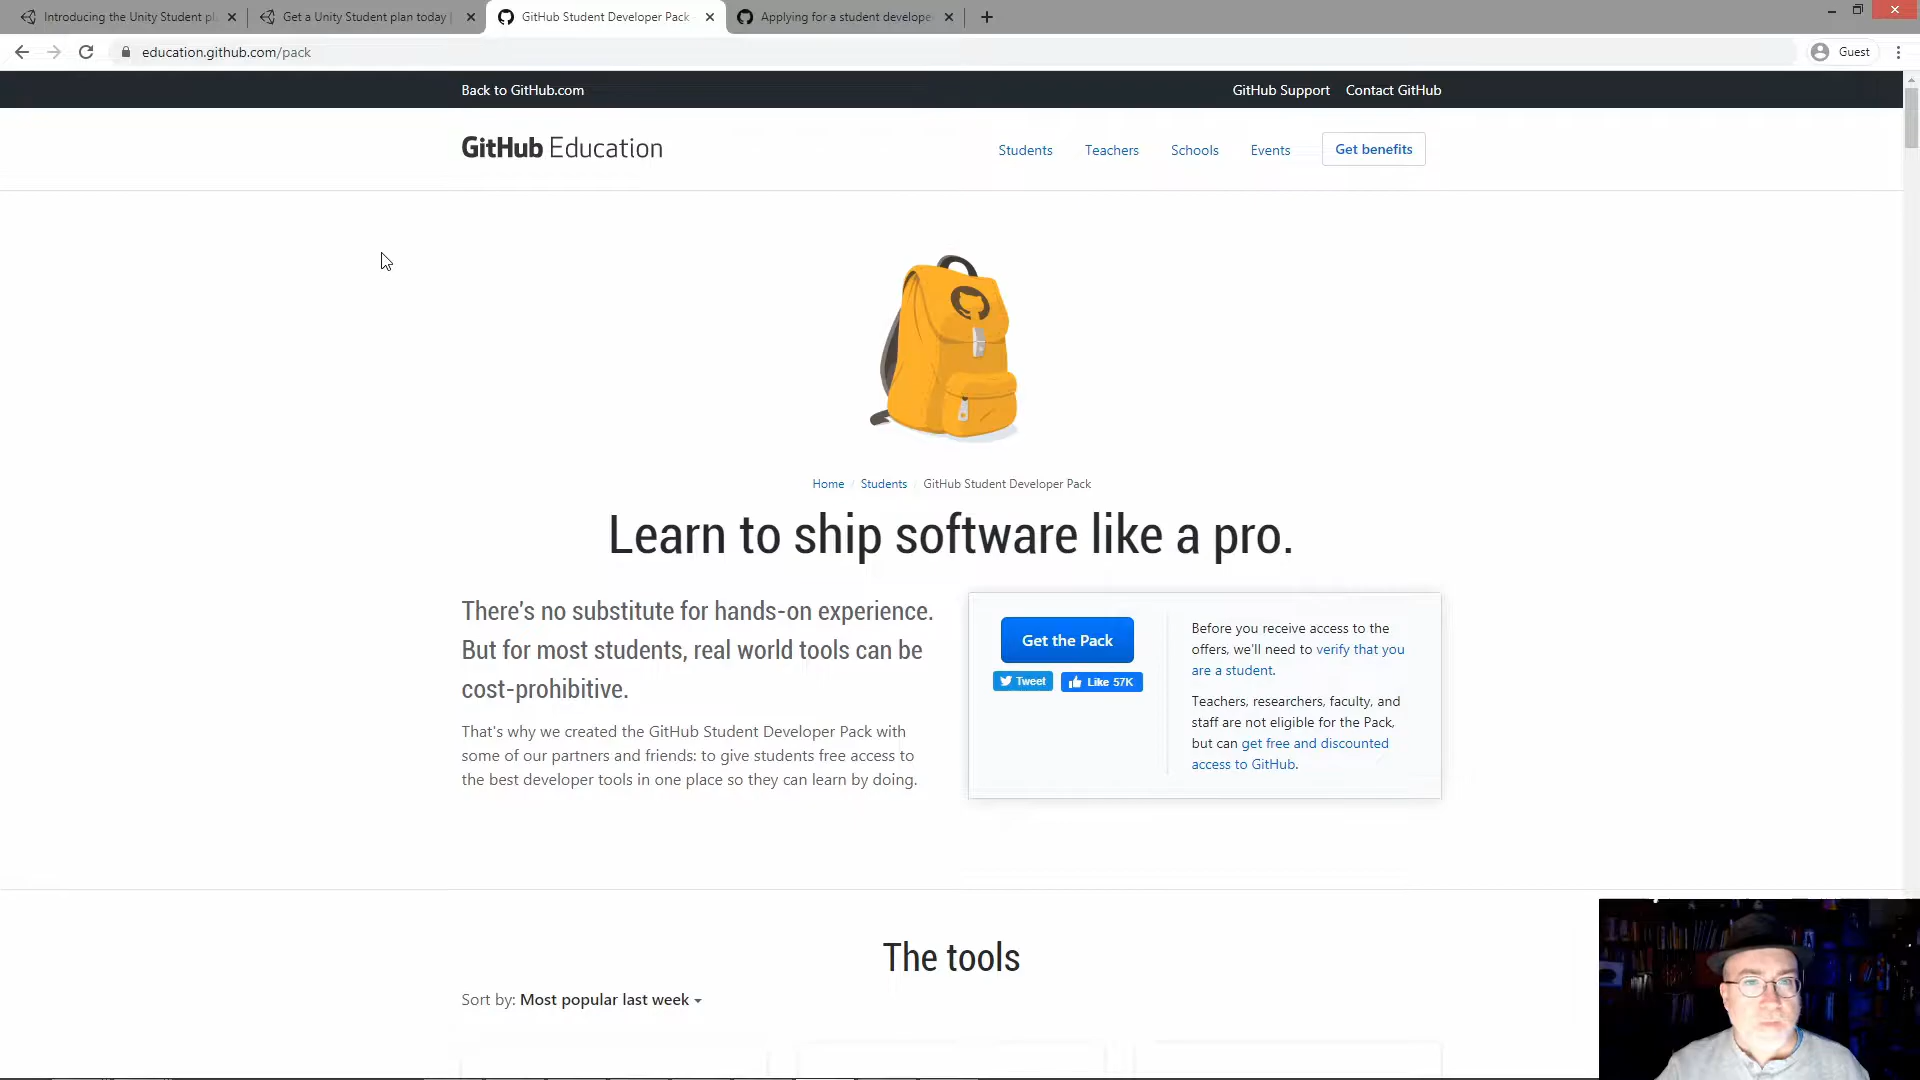 Introducing the Unity Student pl
Get a Unity Student plan today |
GitHub Student Developer Pack
Applying for a student develope
education.github.com/pack
Guest
Back to GitHub.com
GitHub Support
Contact GitHub
GitHub Education
Students
Teachers
Schools
Events
Get benefits
Home / Students / GitHub Student Developer Pack
Learn to ship software like a pro.
There's no substitute for hands-on experience.
But for most students, real world tools can be
cost-prohibitive.
That's why we created the GitHub Student Developer Pack with
some of our partners and friends: to give students free access to
the best developer tools in one place so they can learn by doing.
Get the Pack
Tweet
Like 57K
Before you receive access to the
offers, we'll need to verify that you
are a student.
Teachers, researchers, faculty, and
staff are not eligible for the Pack,
but can get free and discounted
access to GitHub.
The tools
Sort by: Most popular last week